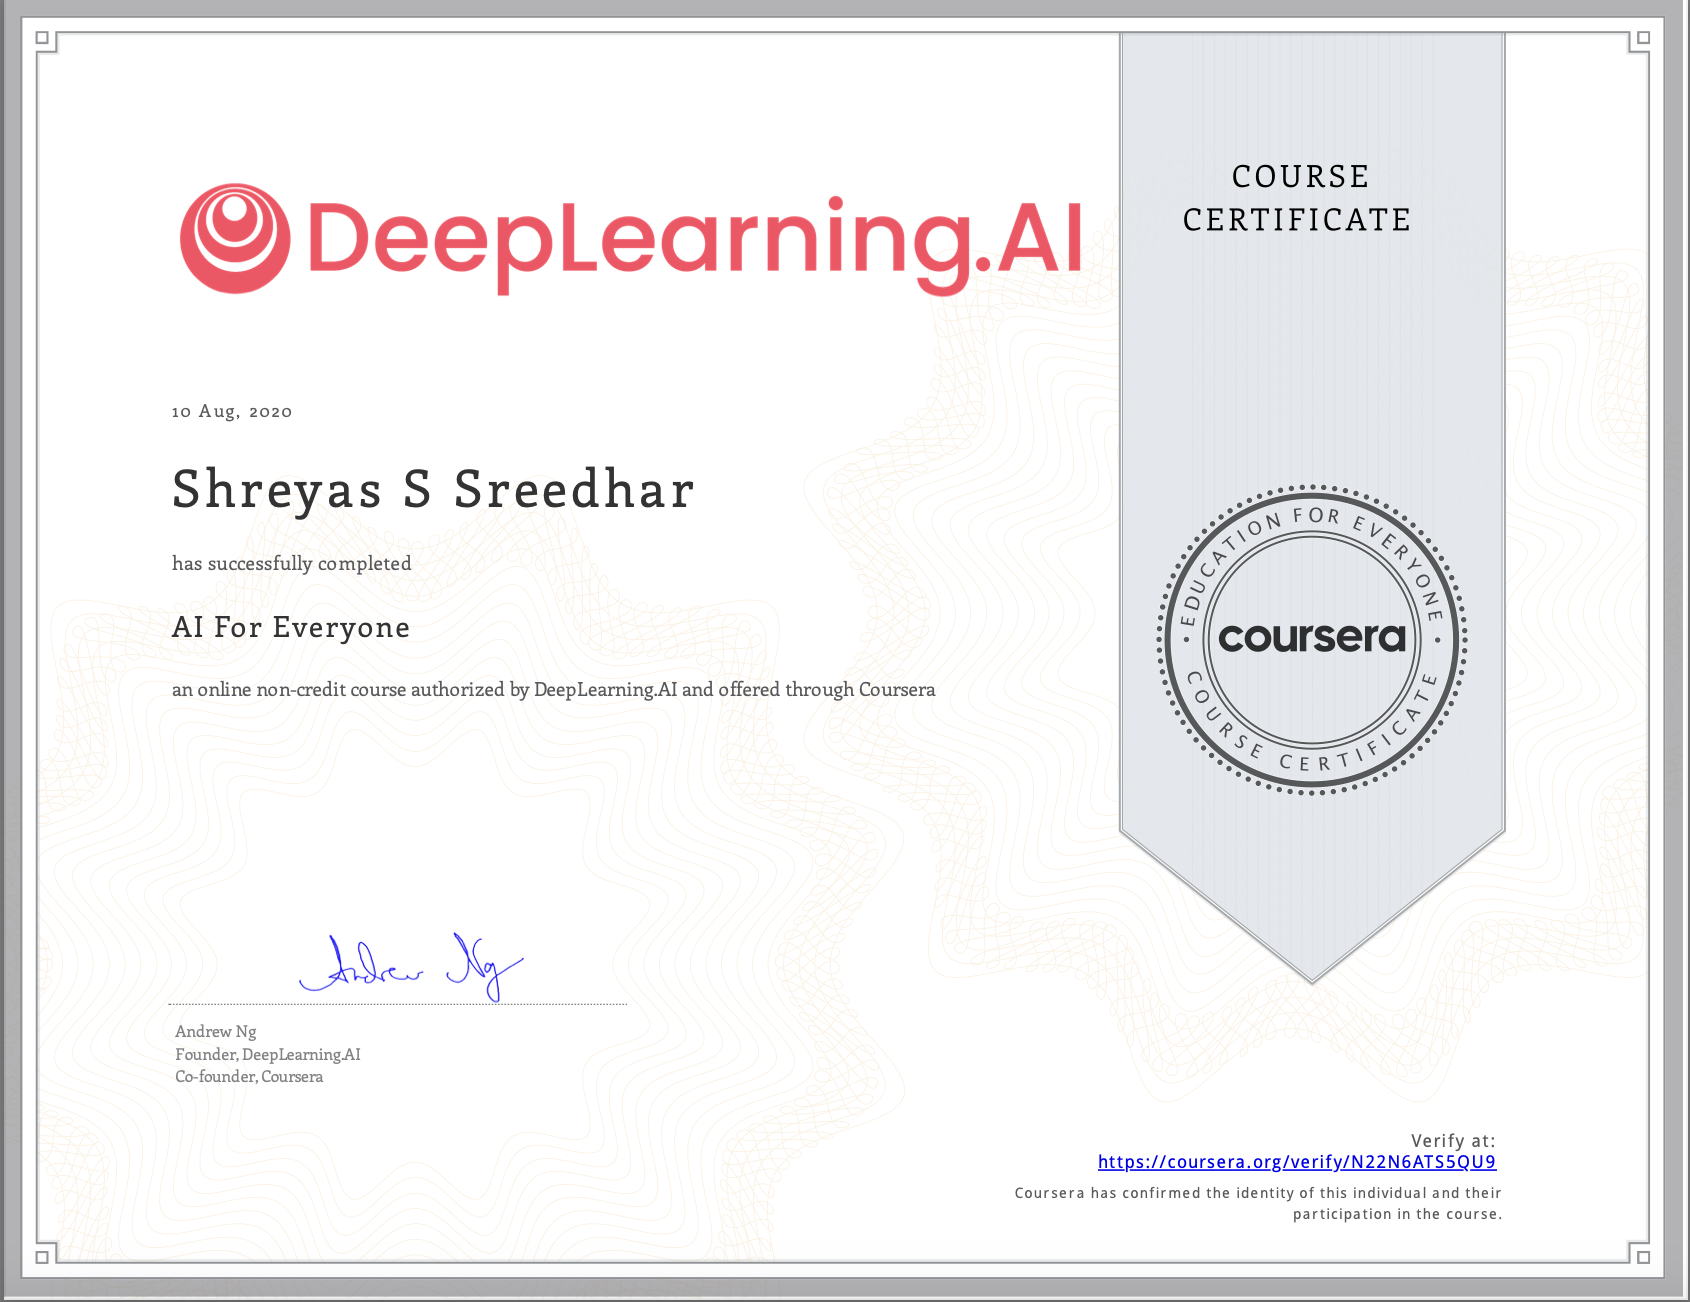 DeepLearning.AI
COURSE
CERTIFICATE
10 Aug, 2020
Shreyas S Sreedhar
has successfully completed
AI For Everyone
an online non-credit course authorized by DeepLearning.AI and offered through Coursera
EDUCATION FOR EVERYONE
coursera
COURSE CERTIFICATE
Andrew Ng
Andrew Ng
Founder, DeepLearning.AI
Co-founder, Coursera
Verify at:
https://coursera.org/verify/N22N6ATS5QU9
Coursera has confirmed the identity of this individual and their
participation in the course.